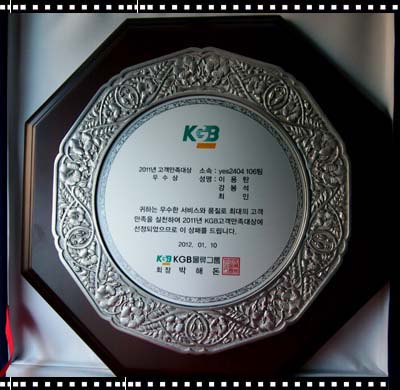 KGB
2011년 고객만족대상 소속 : yes2404 106팀
우수상 성명 : 이용탄
강봉석
최인
귀하는 우수한 서비스와 품질로 최대의 고객
만족을 실천하여 2011년 KGB고객만족대상에
선정되었으므로 이 상패를 드립니다.
2012. 01. 10
KGB KGB물류그룹
회장 박해돈